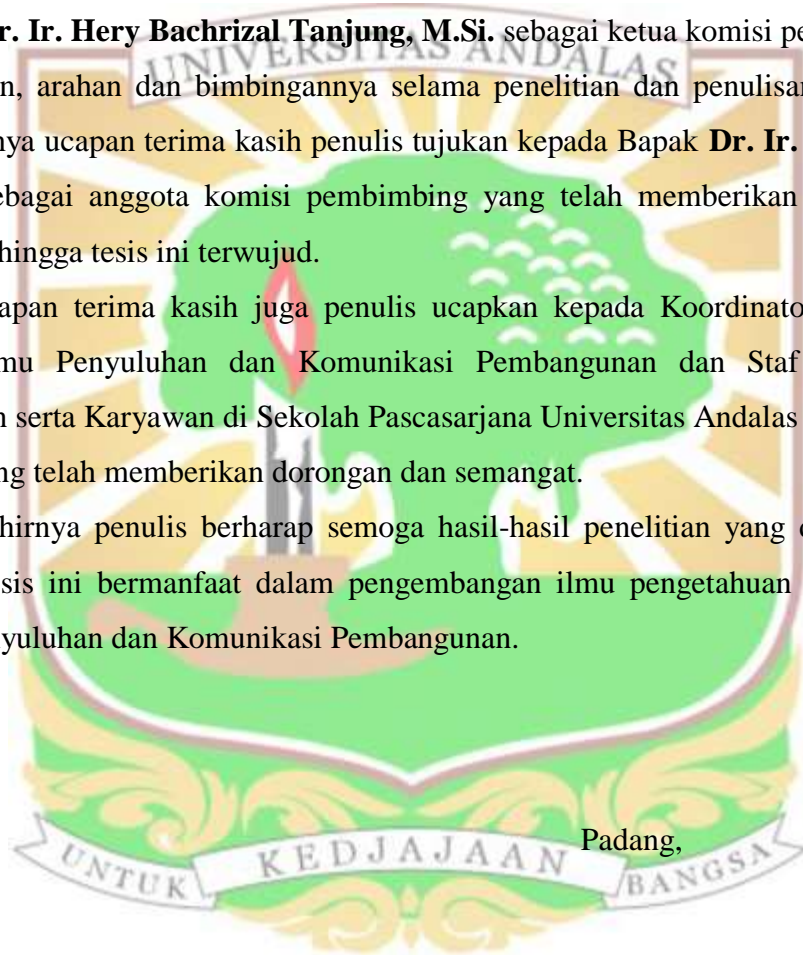 r. Ir. Hery Bachrizal Tanjung, M.Si. sebagai ketua komisi pe
UNIVERSITAS ANDALAS
n, arahan dan bimbingannya selama penelitian dan penulisan
nya ucapan terima kasih penulis tujukan kepada Bapak Dr. Ir.
ebagai anggota komisi pembimbing yang telah memberikan
hingga tesis ini terwujud.
apan terima kasih juga penulis ucapkan kepada Koordinato
mu Penyuluhan dan Komunikasi Pembangunan dan Staf
n serta Karyawan di Sekolah Pascasarjana Universitas Andalas
ng telah memberikan dorongan dan semangat.
hirnya penulis berharap semoga hasil-hasil penelitian yang
sis ini bermanfaat dalam pengembangan ilmu pengetahuan
yuluhan dan Komunikasi Pembangunan.
Padang,
UNTUK KEDJAJAAN BANGSA